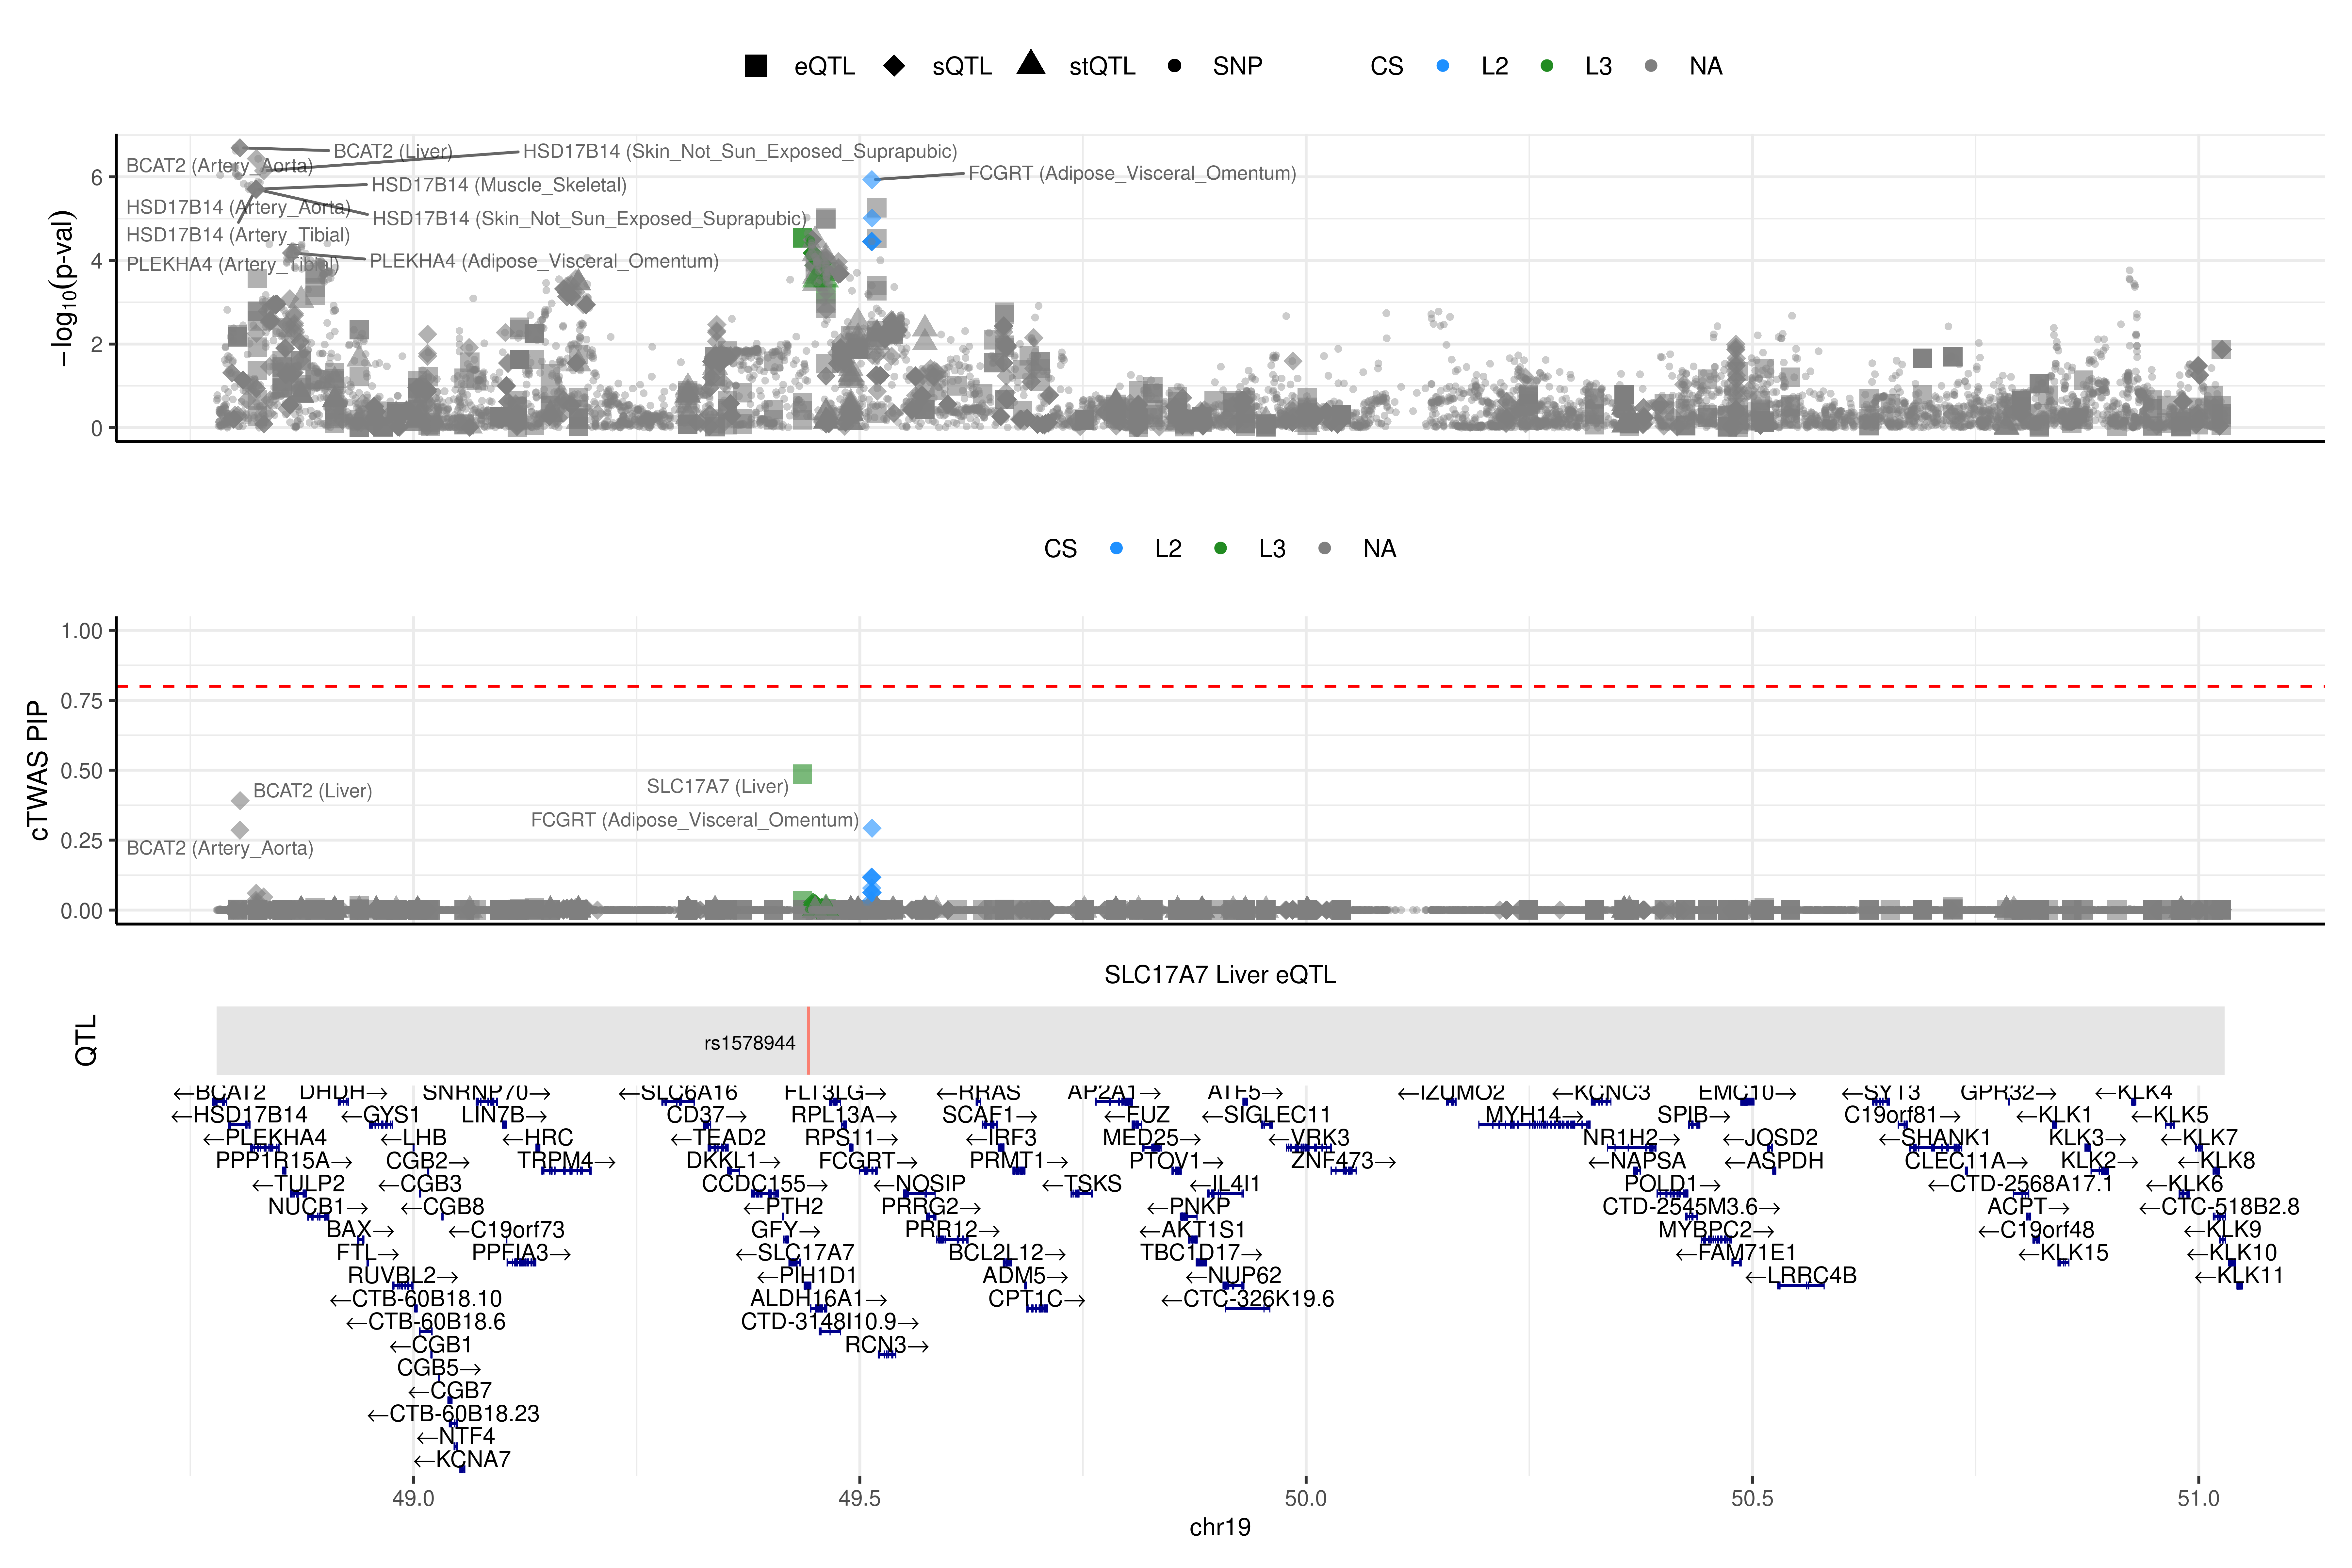 eQTL sQTL stQTL SNP CS L2 L3 NA
−log10(p-val)
6
4
2
0
BCAT2 (Liver)
HSD17B14 (Skin_Not_Sun_Exposed_Suprapubic)
BCAT2 (Artery_Aorta)
FCGRT (Adipose_Visceral_Omentum)
HSD17B14 (Muscle_Skeletal)
HSD17B14 (Artery_Aorta)
HSD17B14 (Skin_Not_Sun_Exposed_Suprapubic)
HSD17B14 (Artery_Tibial)
PLEKHA4 (Artery_Tibial)
PLEKHA4 (Adipose_Visceral_Omentum)
CS L2 L3 NA
cTWAS PIP
1.00
0.75
0.50
0.25
0.00
SLC17A7 (Liver)
BCAT2 (Liver)
FCGRT (Adipose_Visceral_Omentum)
BCAT2 (Artery_Aorta)
SLC17A7 Liver eQTL
QTL
rs1578944
←BCAT2 DHDH→ SNRNP70→ ←SLC6A16 FLT3LG→ ←RRAS AP2A1→ ATF5→ ←IZUMO2 ←KCNC3 EMC10→ ←SYT3 GPR32→ ←KLK4
←HSD17B14 ←GYS1 LIN7B→ CD37→ RPL13A→ SCAF1→ ←FUZ ←SIGLEC11 MYH14→ SPIB→ C19orf81→ ←KLK1 ←KLK5
←PLEKHA4 ←LHB ←HRC ←TEAD2 RPS11→ ←IRF3 MED25→ ←VRK3 NR1H2→ ←JOSD2 ←SHANK1 KLK3→ ←KLK7
PPP1R15A→ CGB2→ TRPM4→ DKKL1→ FCGRT→ PRMT1→ PTOV1→ ZNF473→ ←NAPSA ←ASPDH CLEC11A→ KLK2→ ←KLK8
←TULP2 ←CGB3 CCDC155→ ←NOSIP ←TSKS ←IL4I1 POLD1→ ←CTD-2568A17.1 ←KLK6
NUCB1→ ←CGB8 ←PTH2 PRRG2→ ←PNKP CTD-2545M3.6→ ACPT→ ←CTC-518B2.8
BAX→ ←C19orf73 GFY→ PRR12→ ←AKT1S1 MYBPC2→ ←C19orf48 ←KLK9
FTL→ PPFIA3→ ←SLC17A7 BCL2L12→ TBC1D17→ ←FAM71E1 ←KLK15 ←KLK10
RUVBL2→ ←PIH1D1 ADM5→ ←NUP62 ←LRRC4B ←KLK11
←CTB-60B18.10 ALDH16A1→ CPT1C→ ←CTC-326K19.6
←CTB-60B18.6 CTD-3148I10.9→
←CGB1 RCN3→
CGB5→
←CGB7
←CTB-60B18.23
←NTF4
←KCNA7
49.0 49.5 50.0 50.5 51.0
chr19